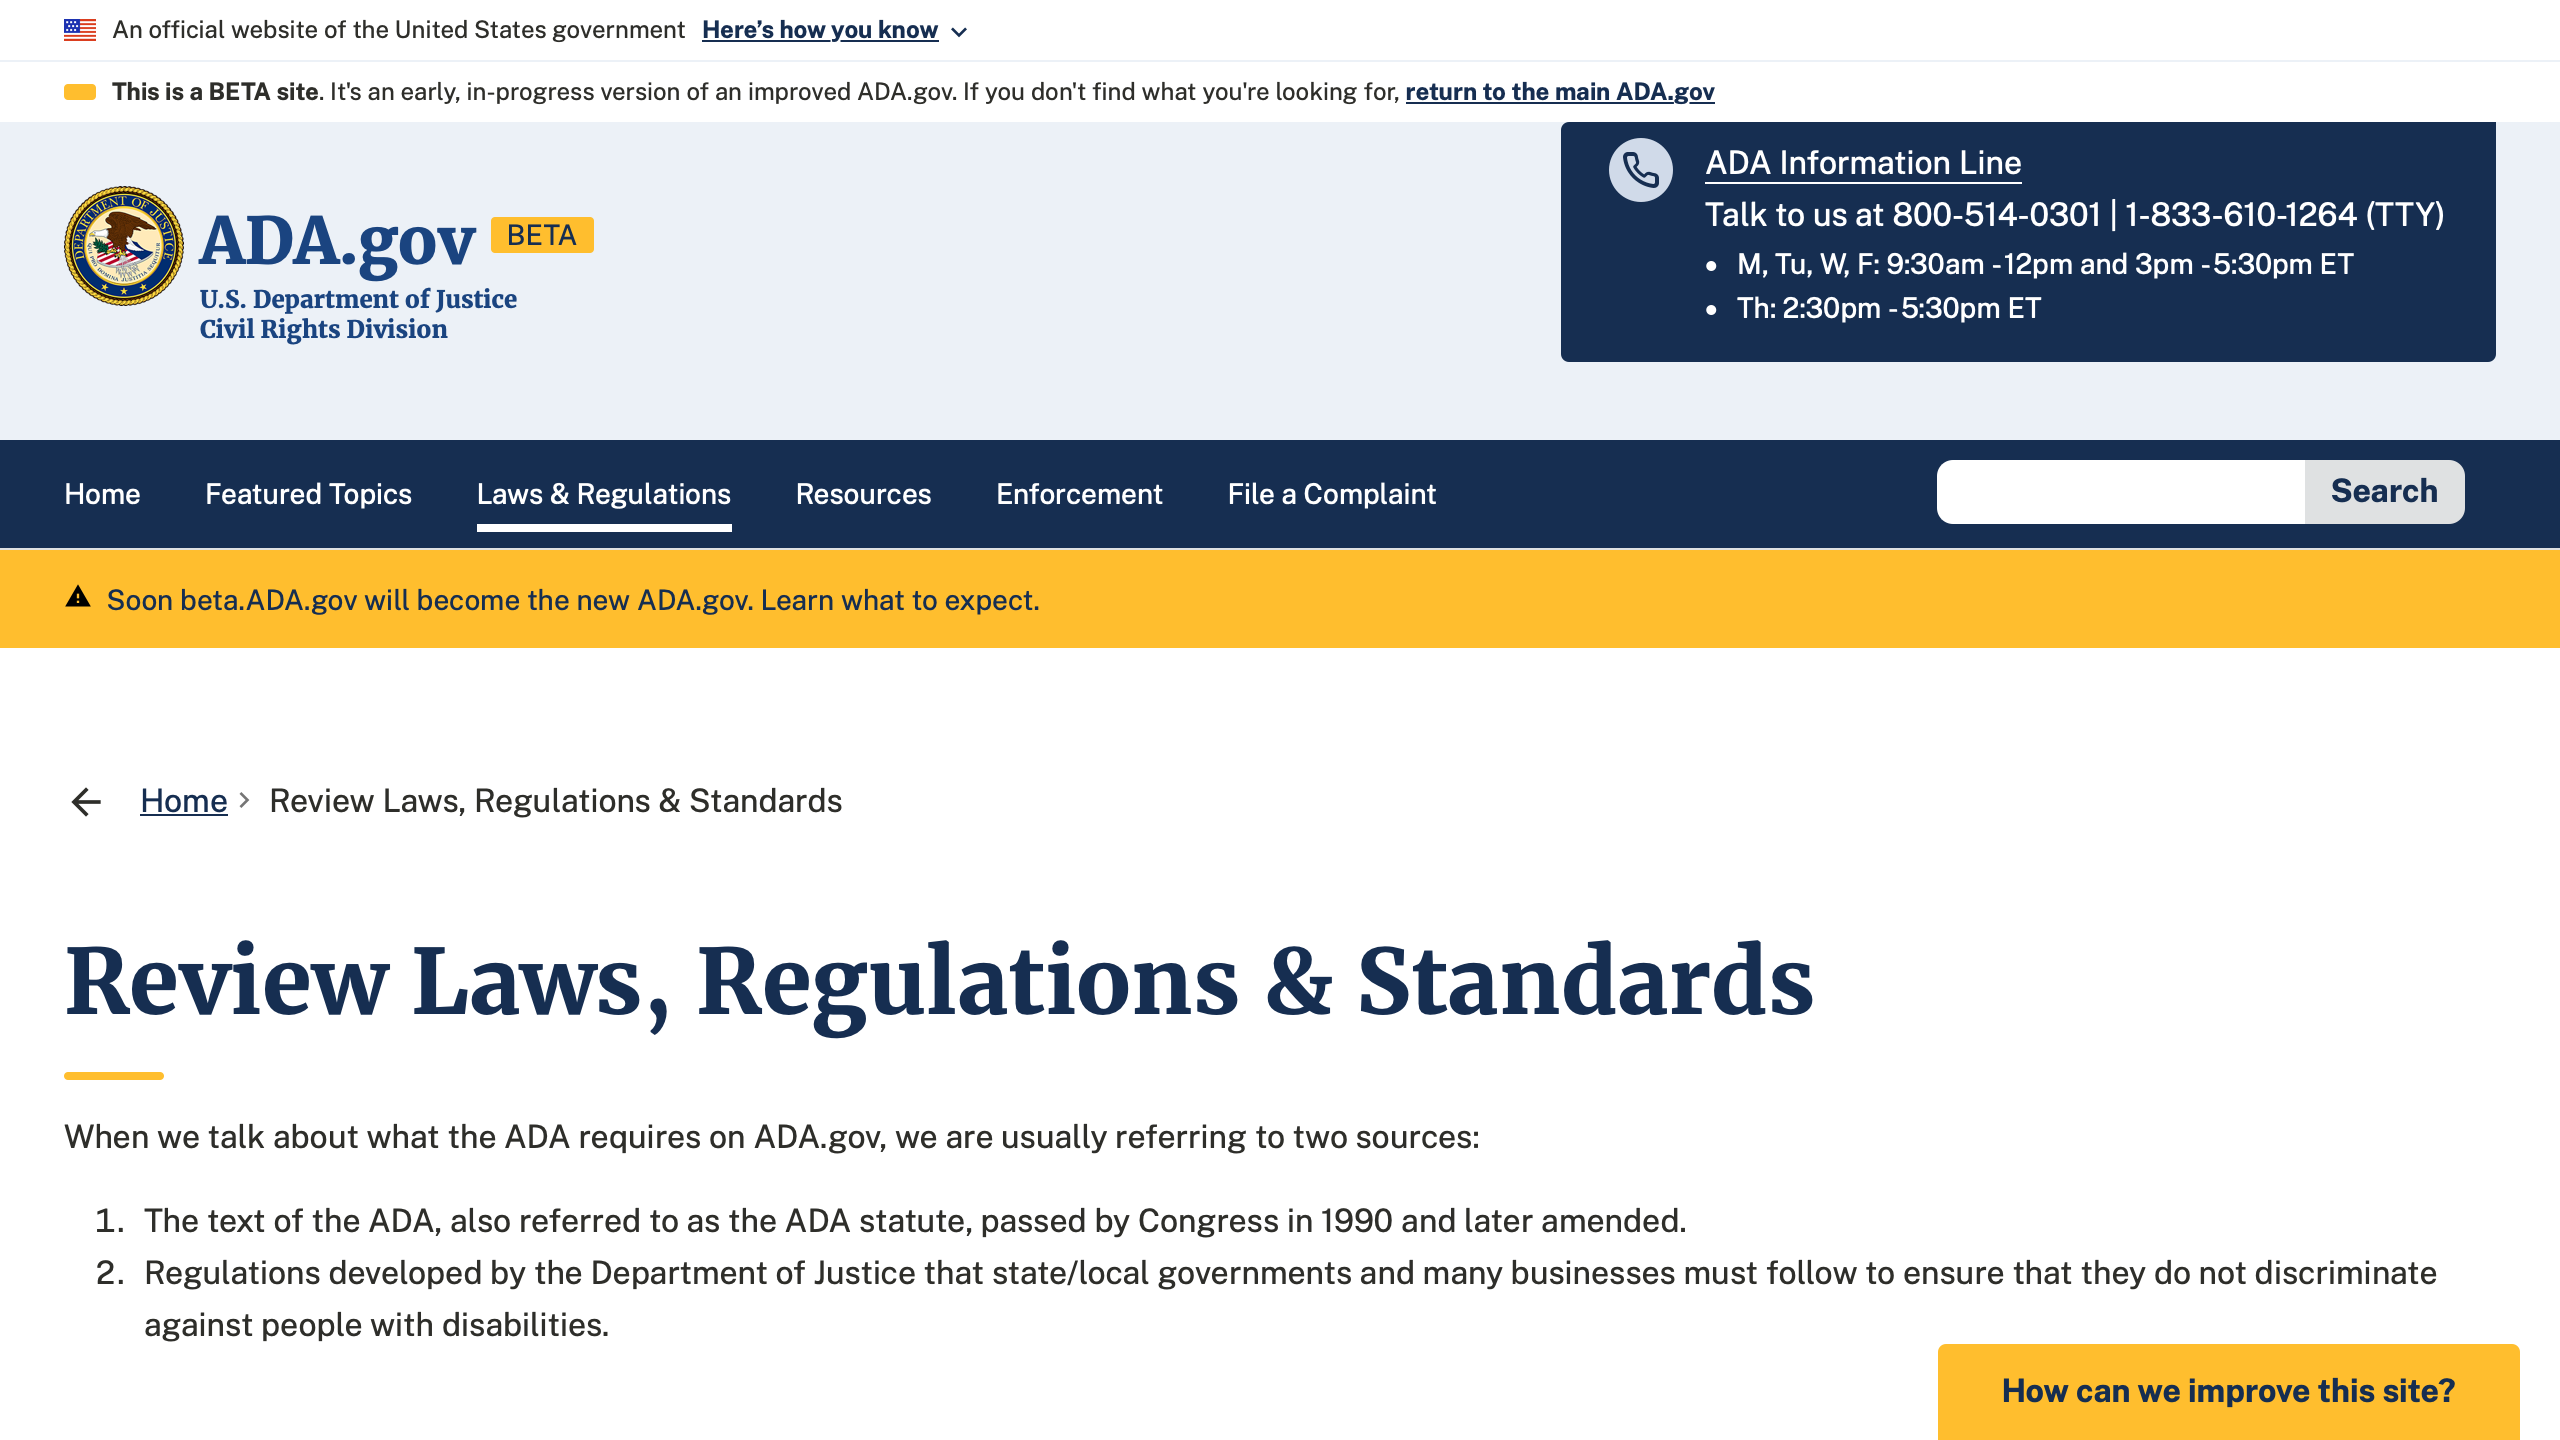 An official website of the United States government Here’s how you know
This is a BETA site. It's an early, in-progress version of an improved ADA.gov. If you don't find what you're looking for, return to the main ADA.gov
DEPARTMENT OF JUSTICE
ADA.gov BETA
U.S. Department of Justice
Civil Rights Division
ADA Information Line
Talk to us at 800-514-0301 | 1-833-610-1264 (TTY)
• M, Tu, W, F: 9:30am -12pm and 3pm -5:30pm ET
• Th: 2:30pm -5:30pm ET
Home Featured Topics Laws & Regulations Resources Enforcement File a Complaint Search
Soon beta.ADA.gov will become the new ADA.gov. Learn what to expect.
Home > Review Laws, Regulations & Standards
Review Laws, Regulations & Standards
When we talk about what the ADA requires on ADA.gov, we are usually referring to two sources:
1. The text of the ADA, also referred to as the ADA statute, passed by Congress in 1990 and later amended.
2. Regulations developed by the Department of Justice that state/local governments and many businesses must follow to ensure that they do not discriminate
against people with disabilities.
How can we improve this site?